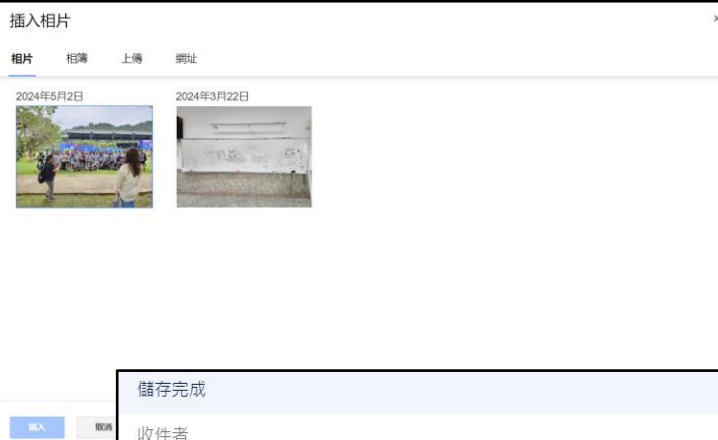 插入相片
×
相片 相簿 上傳 網址
2024年5月2日 2024年3月22日
插入 取消
儲存完成
收件者